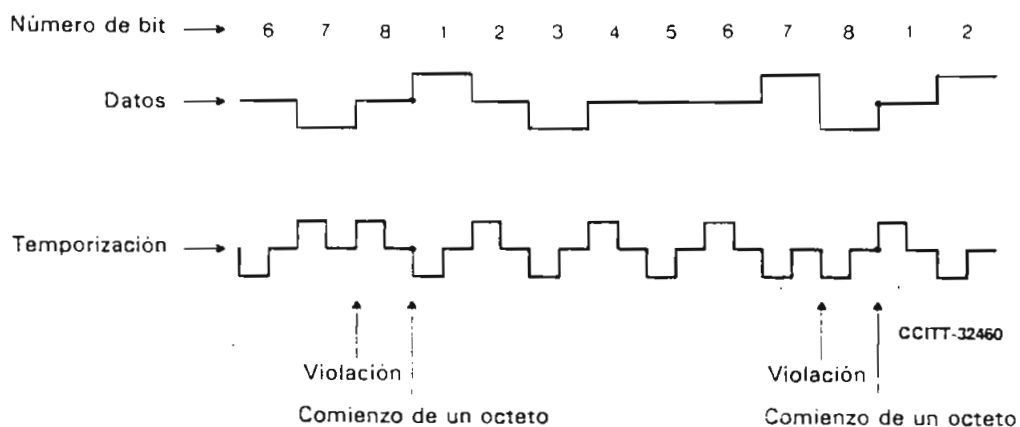 Número de bit
6 7 8 1 2 3 4 5 6 7 8 1 2
Datos
Temporización
CCITT-32460
Violación Violación
Comienzo de un octeto Comienzo de un octeto